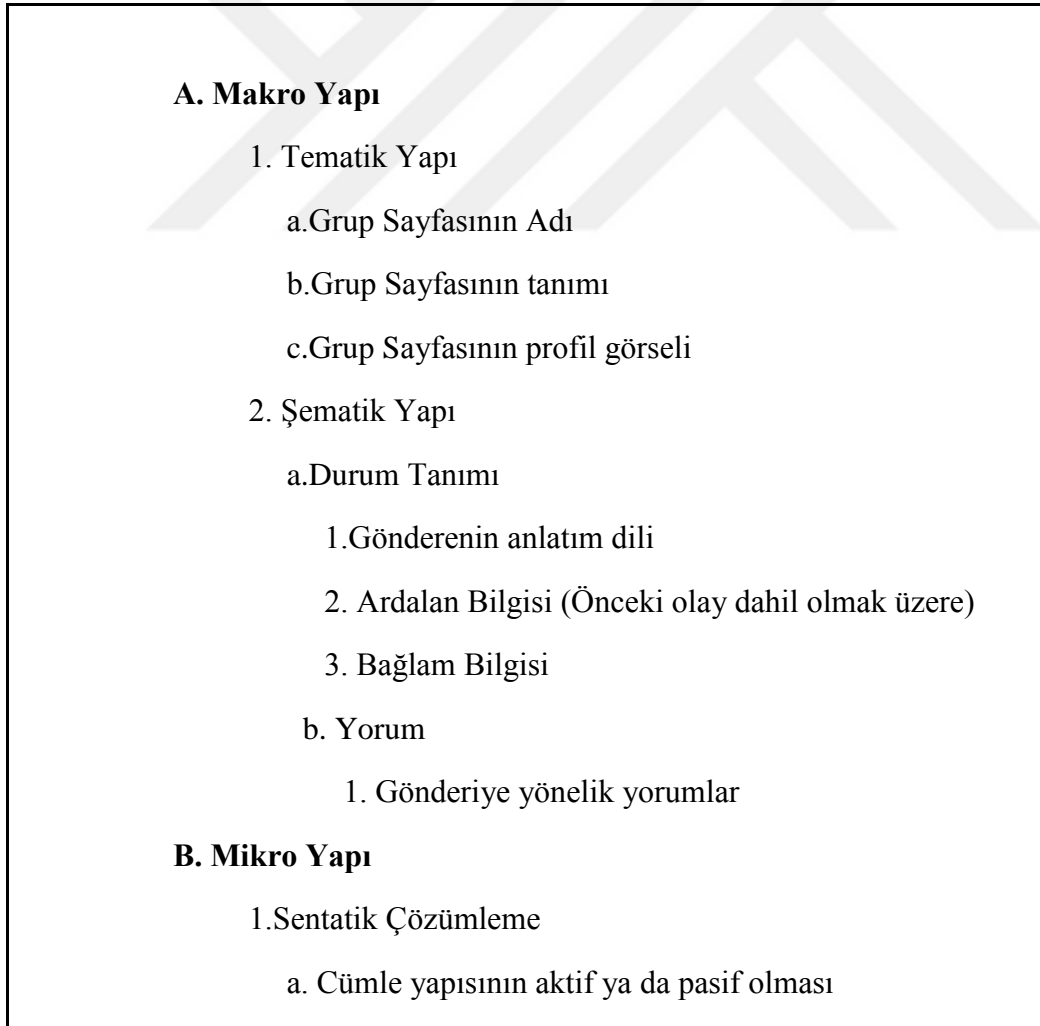 A. Makro Yapı
1. Tematik Yapı
a.Grup Sayfasının Adı
b.Grup Sayfasının tanımı
c.Grup Sayfasının profil görseli
2. Şematik Yapı
a.Durum Tanımı
1.Gönderenin anlatım dili
2. Ardalan Bilgisi (Önceki olay dahil olmak üzere)
3. Bağlam Bilgisi
b. Yorum
1. Gönderiye yönelik yorumlar
B. Mikro Yapı
1.Sentatik Çözümleme
a. Cümle yapısının aktif ya da pasif olması